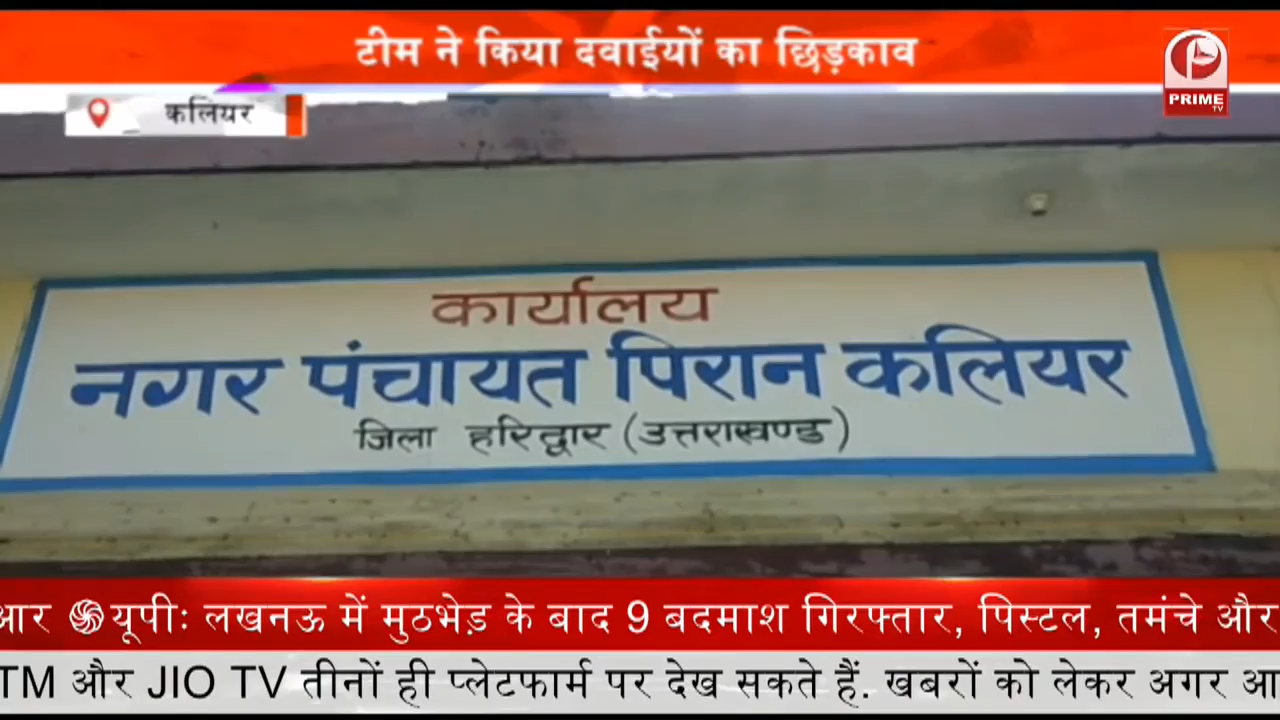 टीम ने किया दवाईयों का छिड़काव
PRIME
TV
कलियर
कार्यालय
नगर पंचायत पिरान कलियर
जिला हरिद्वार (उत्तराखण्ड)
आर यूपीः लखनऊ में मुठभेड़ के बाद 9 बदमाश गिरफ्तार, पिस्टल, तमंचे और
TM और JIO TV तीनों ही प्लेटफार्म पर देख सकते हैं. खबरों को लेकर अगर आ